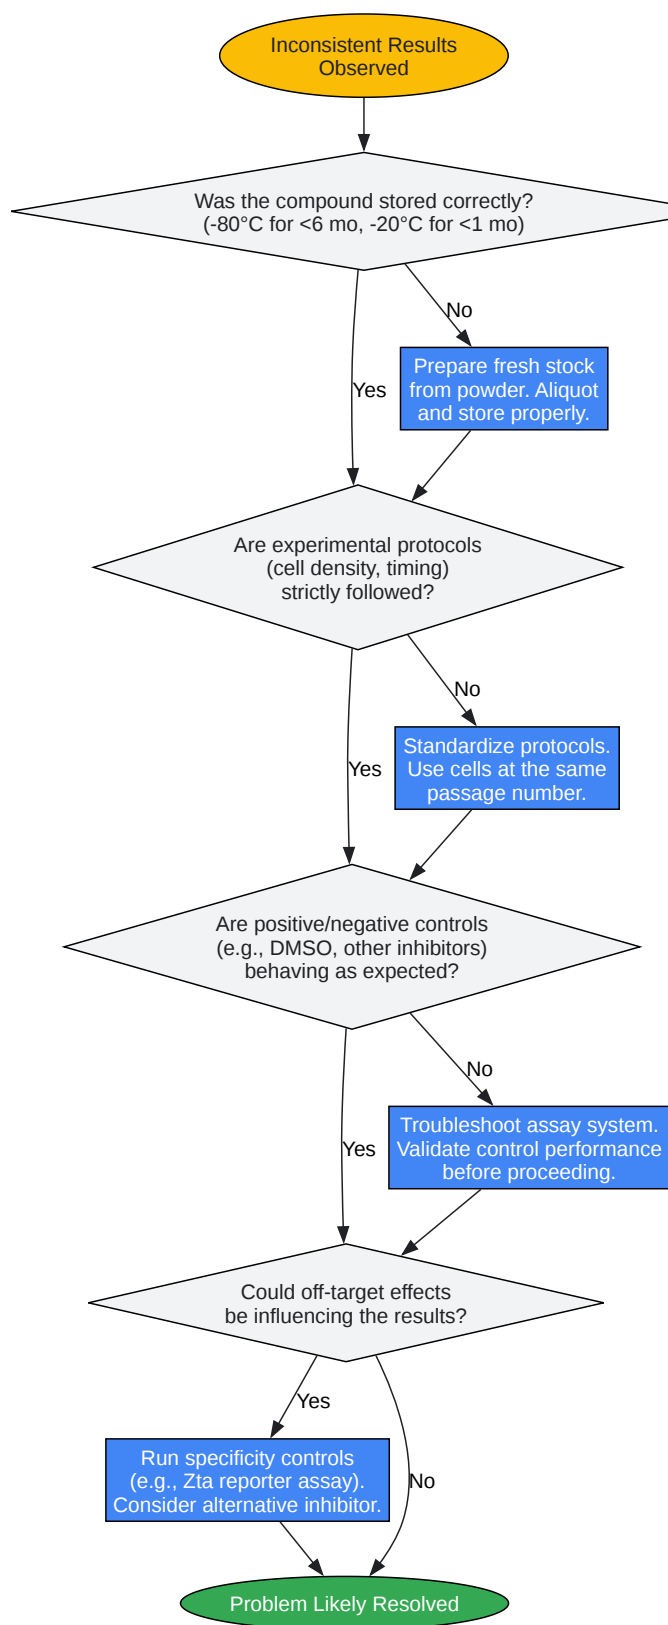 Inconsistent Results
Observed
Was the compound stored correctly?
(-80°C for <6 mo, -20°C for <1 mo)
No
Yes
Prepare fresh stock
from powder. Aliquot
and store properly.
Are experimental protocols
(cell density, timing)
strictly followed?
No
Yes
Standardize protocols.
Use cells at the same
passage number.
Are positive/negative controls
(e.g., DMSO, other inhibitors)
behaving as expected?
No
Yes
Troubleshoot assay system.
Validate control performance
before proceeding.
Could off-target effects
be influencing the results?
Yes
No
Run specificity controls
(e.g., Zta reporter assay).
Consider alternative inhibitor.
Problem Likely Resolved